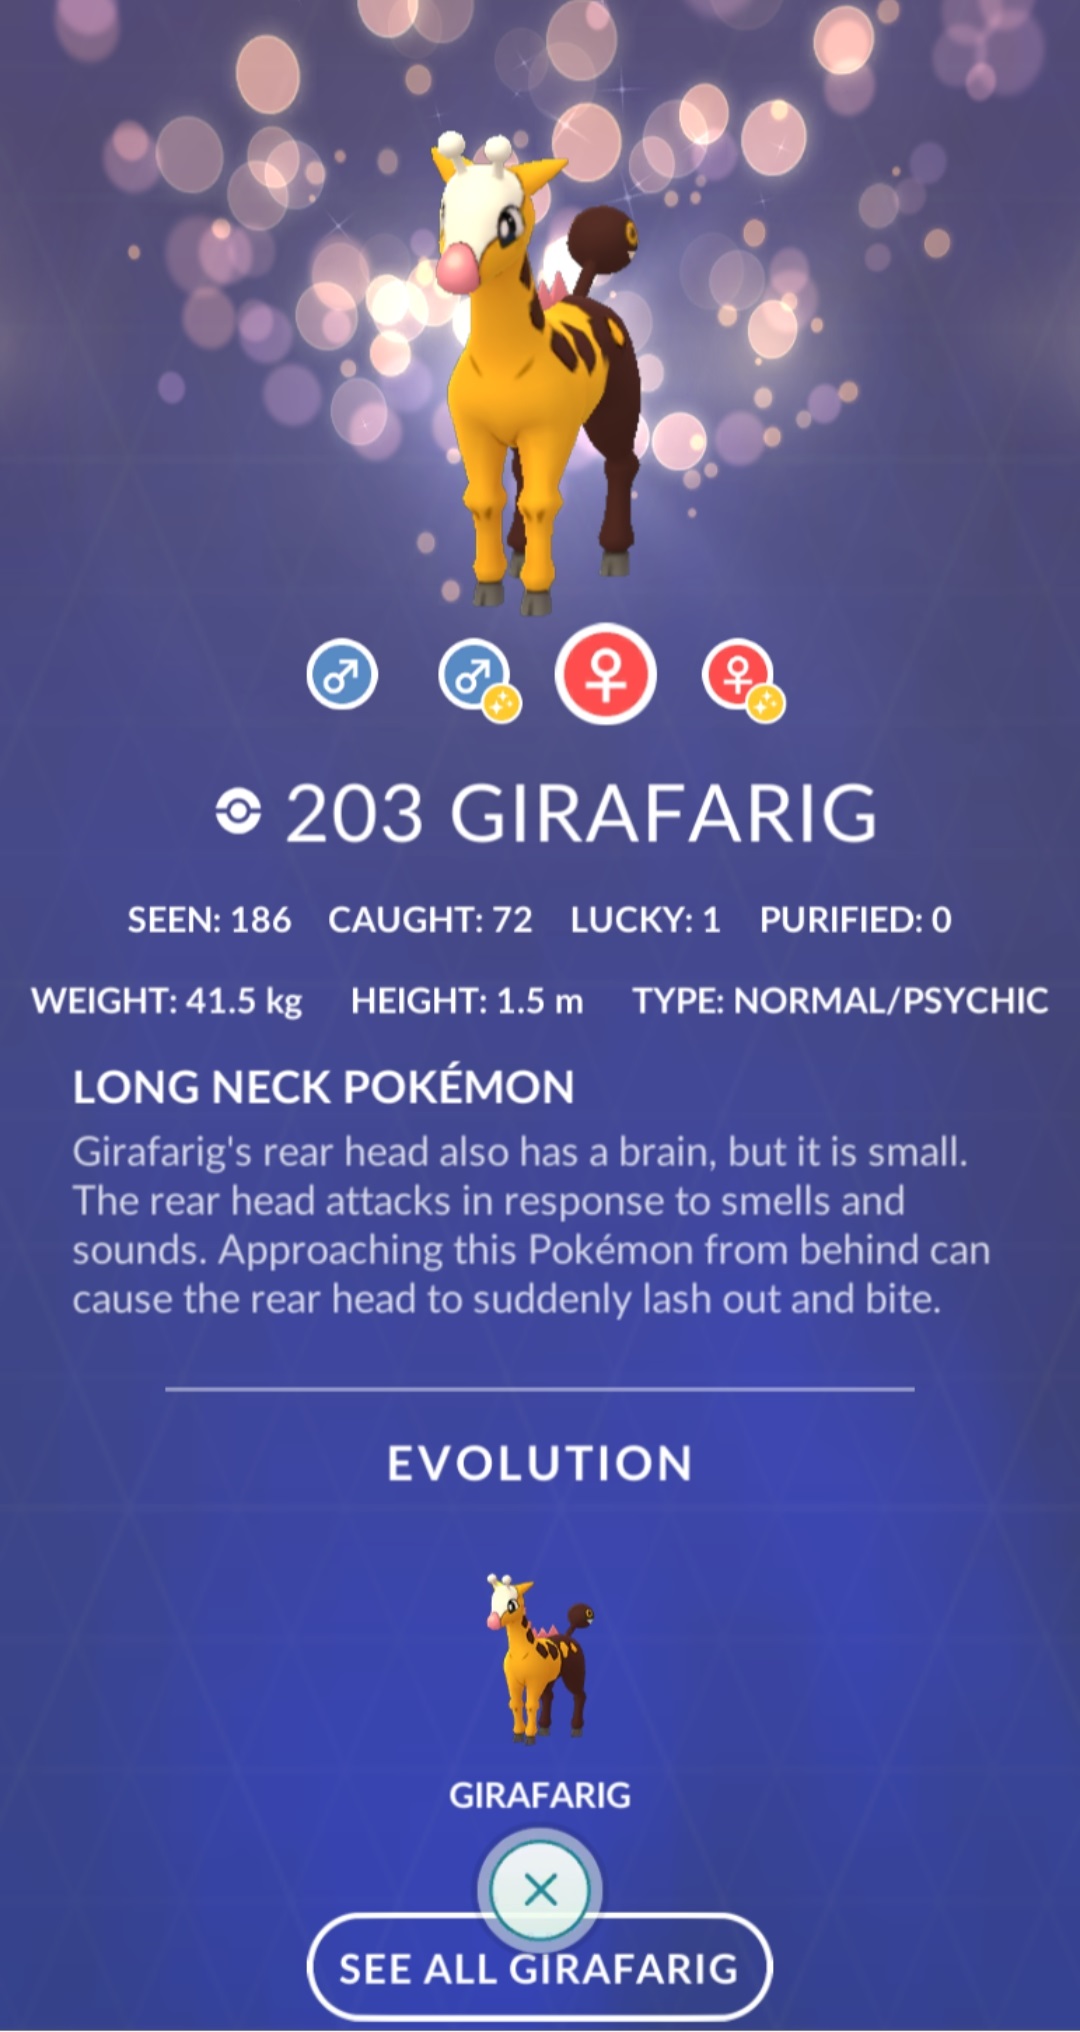 203 GIRAFARIG
SEEN: 186 CAUGHT: 72 LUCKY: 1 PURIFIED: 0
WEIGHT: 41.5 kg HEIGHT: 1.5 m TYPE: NORMAL/PSYCHIC
LONG NECK POKÉMON
Girafarig's rear head also has a brain, but it is small.
The rear head attacks in response to smells and
sounds. Approaching this Pokémon from behind can
cause the rear head to suddenly lash out and bite.
EVOLUTION
GIRAFARIG
SEE ALL GIRAFARIG